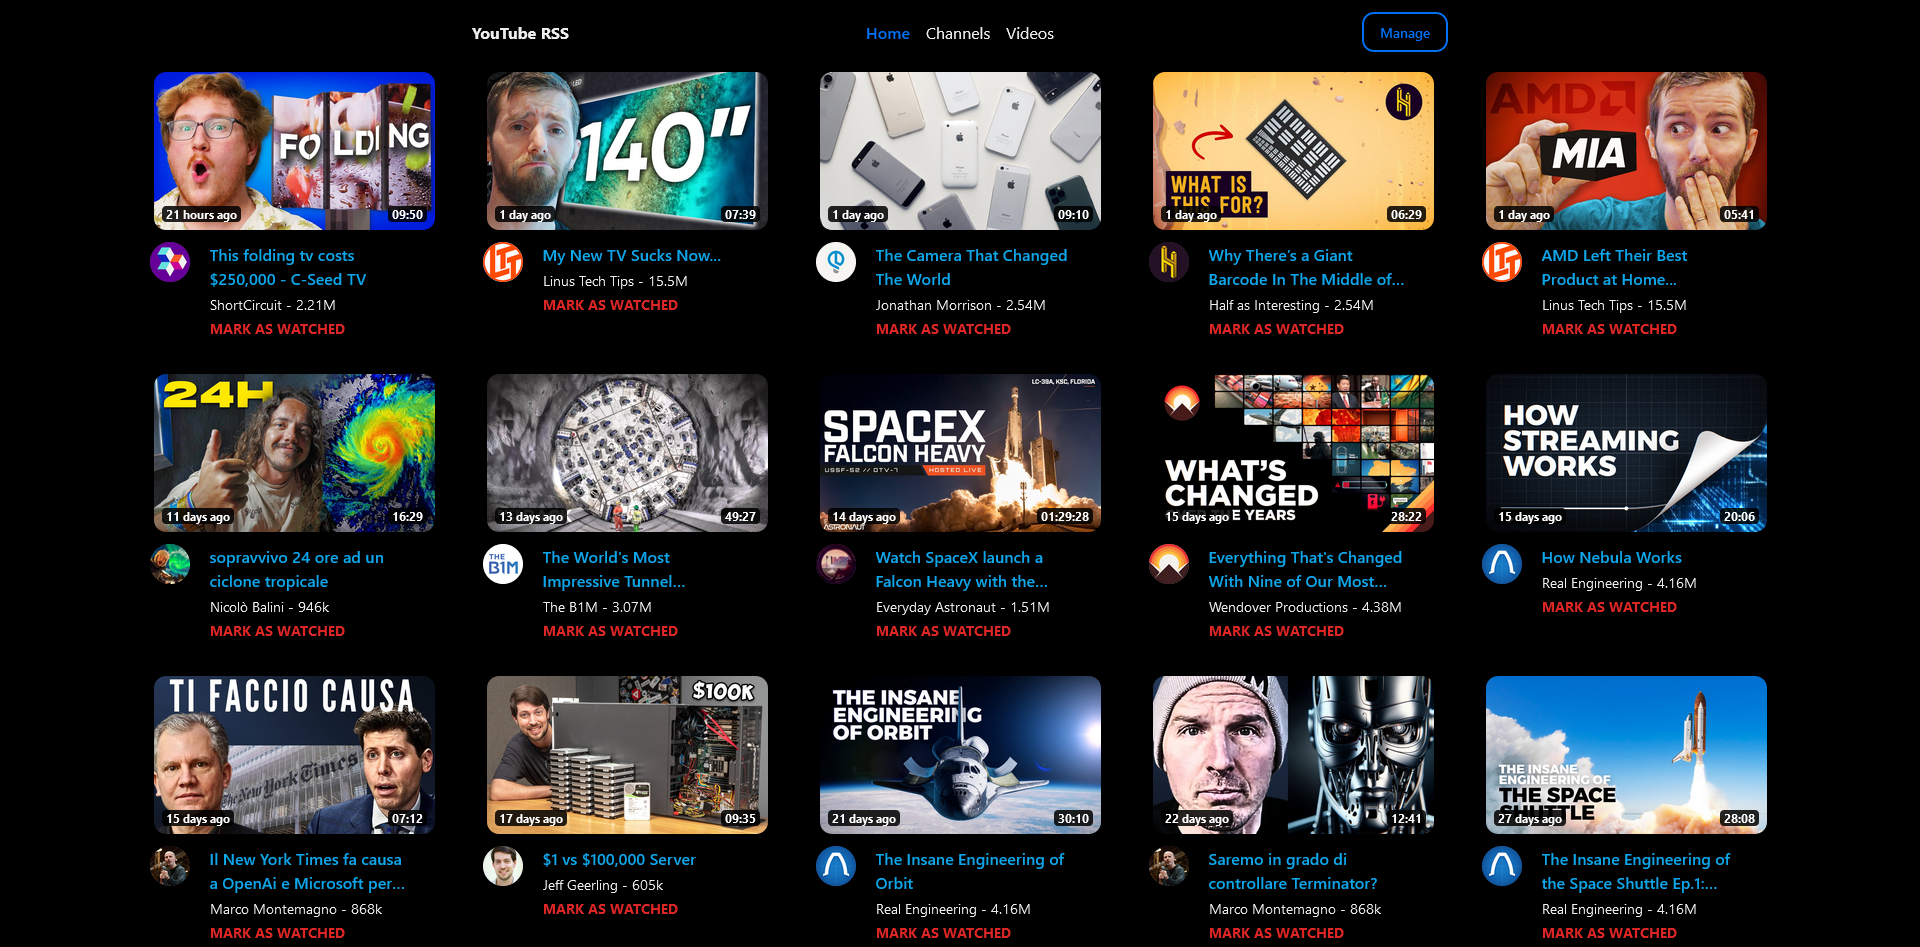 YouTube RSS
Home Channels Videos
Manage
FOLDING
21 hours ago
09:50
This folding tv costs
$250,000 - C-Seed TV
ShortCircuit - 2.21M
MARK AS WATCHED
140"
1 day ago
07:39
My New TV Sucks Now...
Linus Tech Tips - 15.5M
MARK AS WATCHED
1 day ago
09:10
The Camera That Changed
The World
Jonathan Morrison - 2.54M
MARK AS WATCHED
WHAT IS
THIS FOR?
1 day ago
06:29
Why There's a Giant
Barcode In The Middle of...
Half as Interesting - 2.54M
MARK AS WATCHED
AMD
MIA
1 day ago
05:41
AMD Left Their Best
Product at Home...
Linus Tech Tips - 15.5M
MARK AS WATCHED
24H
11 days ago
16:29
sopravvivo 24 ore ad un
ciclone tropicale
Nicolò Balini - 946k
MARK AS WATCHED
13 days ago
49:27
THE
B1M
The World's Most
Impressive Tunnel...
The B1M - 3.07M
MARK AS WATCHED
LC-39A, KSC, FLORIDA
SPACEX
FALCON HEAVY
USSF-52 // OTV-7 HOSTED LIVE
14 days ago
01:29:28
ASTRONAUT
Watch SpaceX launch a
Falcon Heavy with the...
Everyday Astronaut - 1.51M
MARK AS WATCHED
WHAT'S
CHANGED
YEARS
15 days ago
28:22
Everything That's Changed
With Nine of Our Most...
Wendover Productions - 4.38M
MARK AS WATCHED
HOW
STREAMING
WORKS
15 days ago
20:06
How Nebula Works
Real Engineering - 4.16M
MARK AS WATCHED
TI FACCIO CAUSA
The New York Times
15 days ago
07:12
Il New York Times fa causa
a OpenAi e Microsoft per...
Marco Montemagno - 868k
MARK AS WATCHED
$100K
17 days ago
09:35
$1 vs $100,000 Server
Jeff Geerling - 605k
MARK AS WATCHED
THE INSANE
ENGINEERING
OF ORBIT
21 days ago
30:10
The Insane Engineering of
Orbit
Real Engineering - 4.16M
MARK AS WATCHED
22 days ago
12:41
Saremo in grado di
controllare Terminator?
Marco Montemagno - 868k
MARK AS WATCHED
THE INSANE
ENGINEERING OF
THE SPACE
SHUTTLE
27 days ago
28:08
The Insane Engineering of
the Space Shuttle Ep.1:...
Real Engineering - 4.16M
MARK AS WATCHED